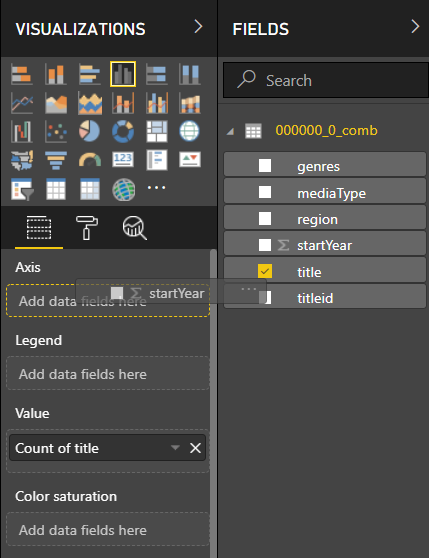 VISUALIZATIONS
Axis
Add data fields here
Legend
Add data fields here
Value
Count of title
Color saturation
Add data fields here
FIELDS
Search
000000_0_comb
genres
mediaType
region
Σ startYear
title
titleid
Σ startYear
123
R